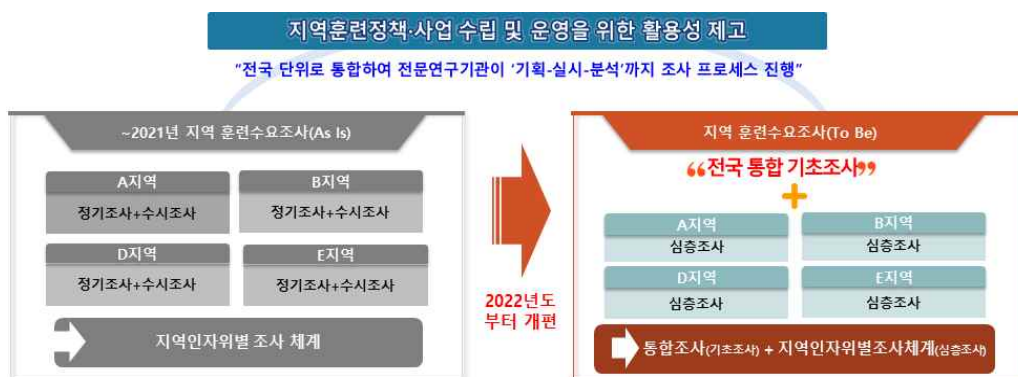 지역훈련정책·사업 수립 및 운영을 위한 활용성 제고
"전국 단위로 통합하여 전문연구기관이 '기획-실시-분석'까지 조사 프로세스 진행"
~2021년 지역 훈련수요조사(As Is)
A지역
B지역
정기조사+수시조사
정기조사+수시조사
D지역
E지역
정기조사+수시조사
정기조사+수시조사
지역인자위별 조사 체계
2022년도
부터 개편
지역 훈련수요조사(To Be)
“전국 통합 기초조사”
+
A지역
B지역
심층조사
심층조사
D지역
E지역
심층조사
심층조사
통합조사(기초조사) + 지역인자위별조사체계(심층조사)